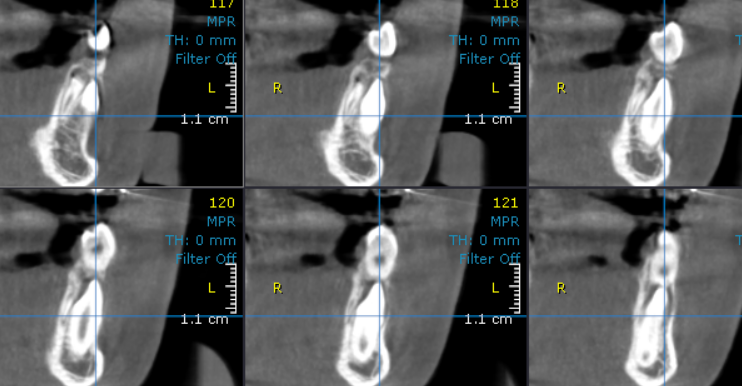 117
118
MPR
MPR
TH: 0 mm
TH: 0 mm
T
Filter Off
Filter Off
L
R
L
R
1.1 cm
1.1 cm
120
121
MPR
MPR
TH: 0 mm
TH: 0 mm
T
Filter Off
Filter Off
L
R
L
R
1.1 cm
1.1 cm